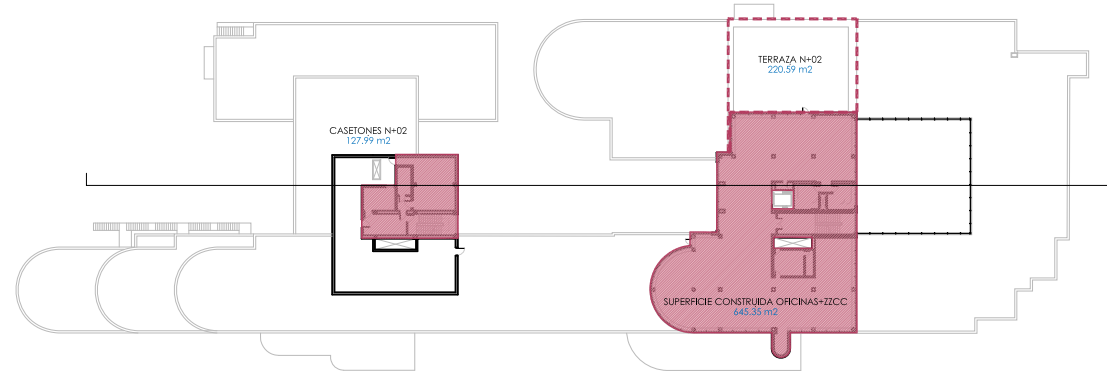 TERRAZA N+02
220.59 m2
CASETONES N+02
127.99 m2
SUPERFICIE CONSTRUIDA OFICINAS+ZZCC
645.35 m2